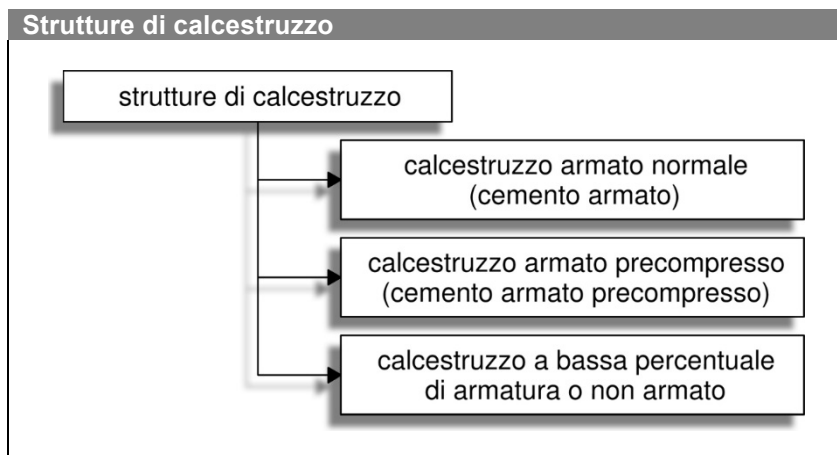 Strutture di calcestruzzo
strutture di calcestruzzo
calcestruzzo armato normale
(cemento armato)
calcestruzzo armato precompresso
(cemento armato precompresso)
calcestruzzo a bassa percentuale
di armatura o non armato